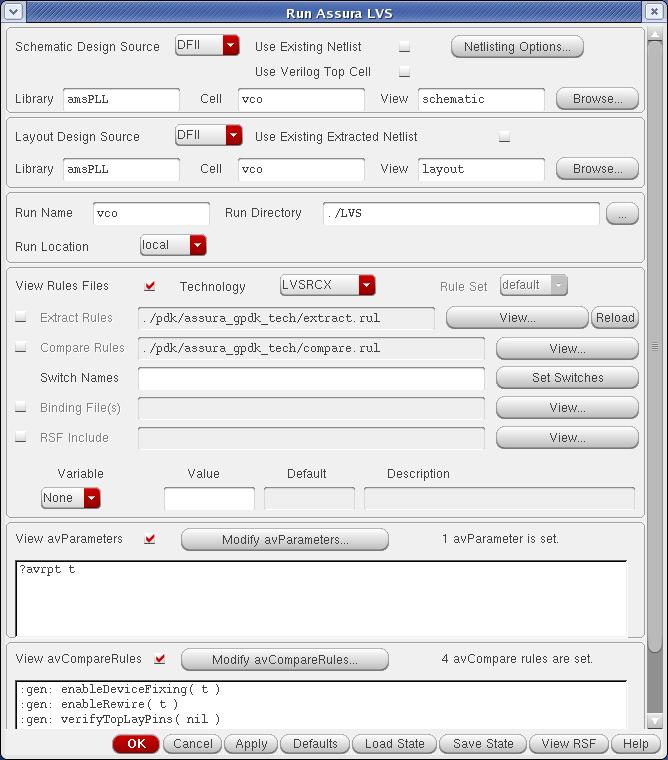 Run Assura LVS
Schematic Design Source DFII Use Existing Netlist Netlisting Options...
Use Verilog Top Cell
Library amsPLL Cell vco View schematic Browse...
Layout Design Source DFII Use Existing Extracted Netlist
Library amsPLL Cell vco View layout Browse...
Run Name vco Run Directory ./LVS ...
Run Location local
View Rules Files Technology LVSRCX Rule Set default
Extract Rules ./pdk/assura_gpdk_tech/extract.rul View... Reload
Compare Rules ./pdk/assura_gpdk_tech/compare.rul View...
Switch Names Set Switches
Binding File(s) View...
RSF Include View...
Variable Value Default Description
None
View avParameters Modify avParameters... 1 avParameter is set.
?avrpt t
View avCompareRules Modify avCompareRules... 4 avCompare rules are set.
:gen: enableDeviceFixing( t )
:gen: enableRewire( t )
:gen: verifyTopLayPins( nil )
OK Cancel Apply Defaults Load State Save State View RSF Help